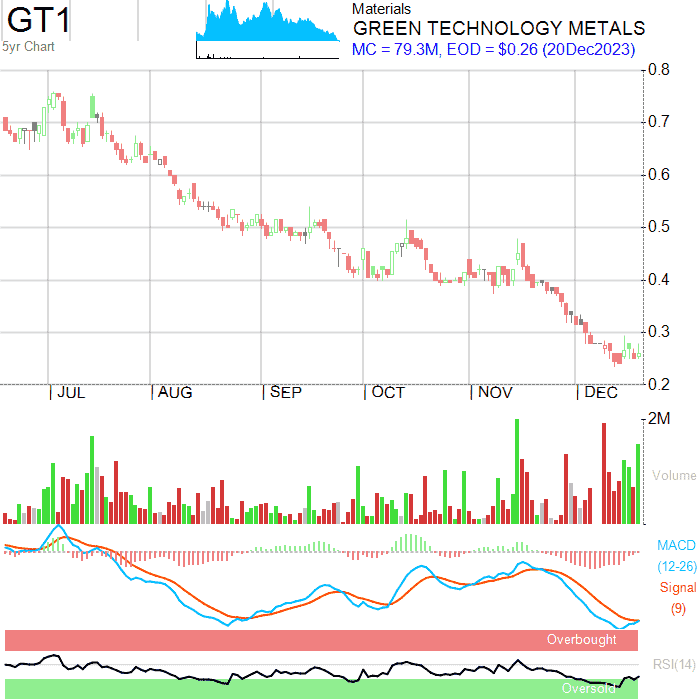 GT1
5yr Chart
Materials
GREEN TECHNOLOGY METALS
MC = 79.3M, EOD = $0.26 (20Dec2023)
0.8
0.7
0.6
0.5
0.4
0.3
0.2
JUL AUG SEP OCT NOV DEC
2M
Volume
MACD
(12-26)
Signal
(9)
Overbought
RSI(14)
Oversold